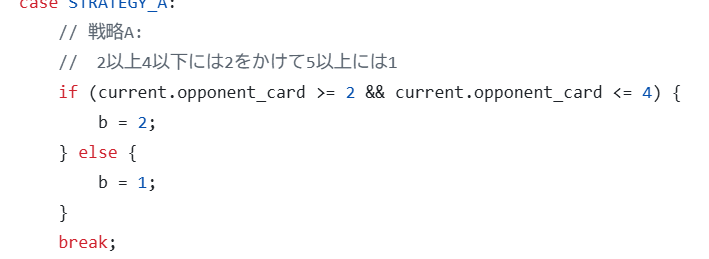 case STRATEGY_A:
// 戦略A:
//  2以上4以下には2をかけて5以上には1
if (current.opponent_card >= 2 && current.opponent_card <= 4) {
b = 2;
} else {
b = 1;
}
break;